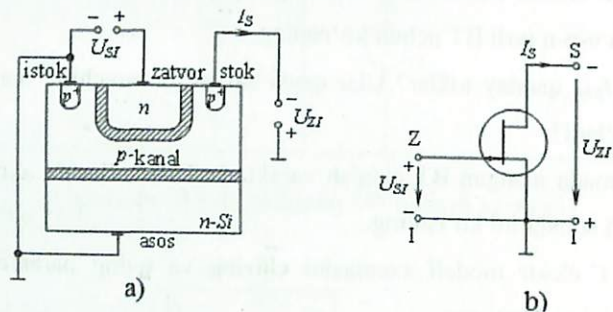 − +
U_SI
I_S
istok
zatvor
stok
p
n
p⁺
−
+
U_ZI
p-kanal
n-Si
asos
a)
I_S
S
−
Z
+
U_SI
U_ZI
I
I
+
b)